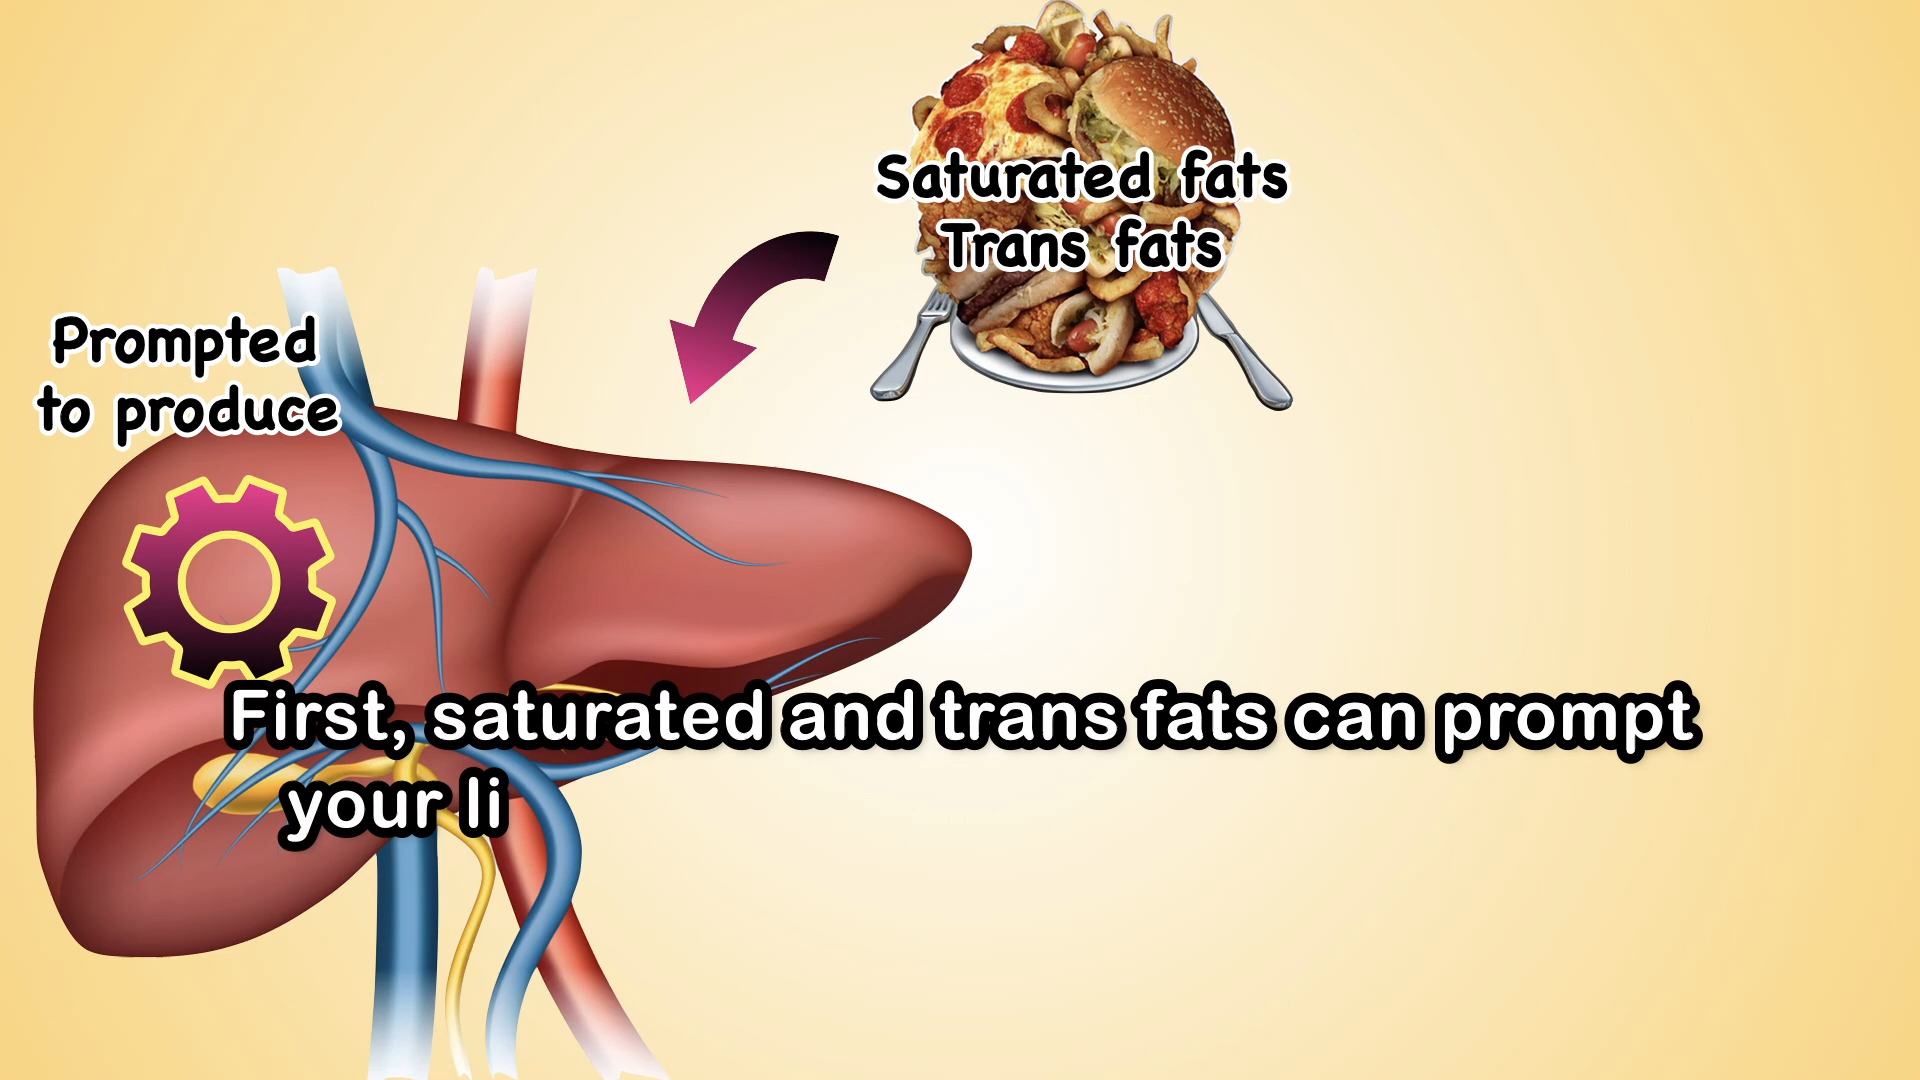 Saturated fats
Trans fats
Prompted
to produce
First, saturated and trans fats can prompt
your li